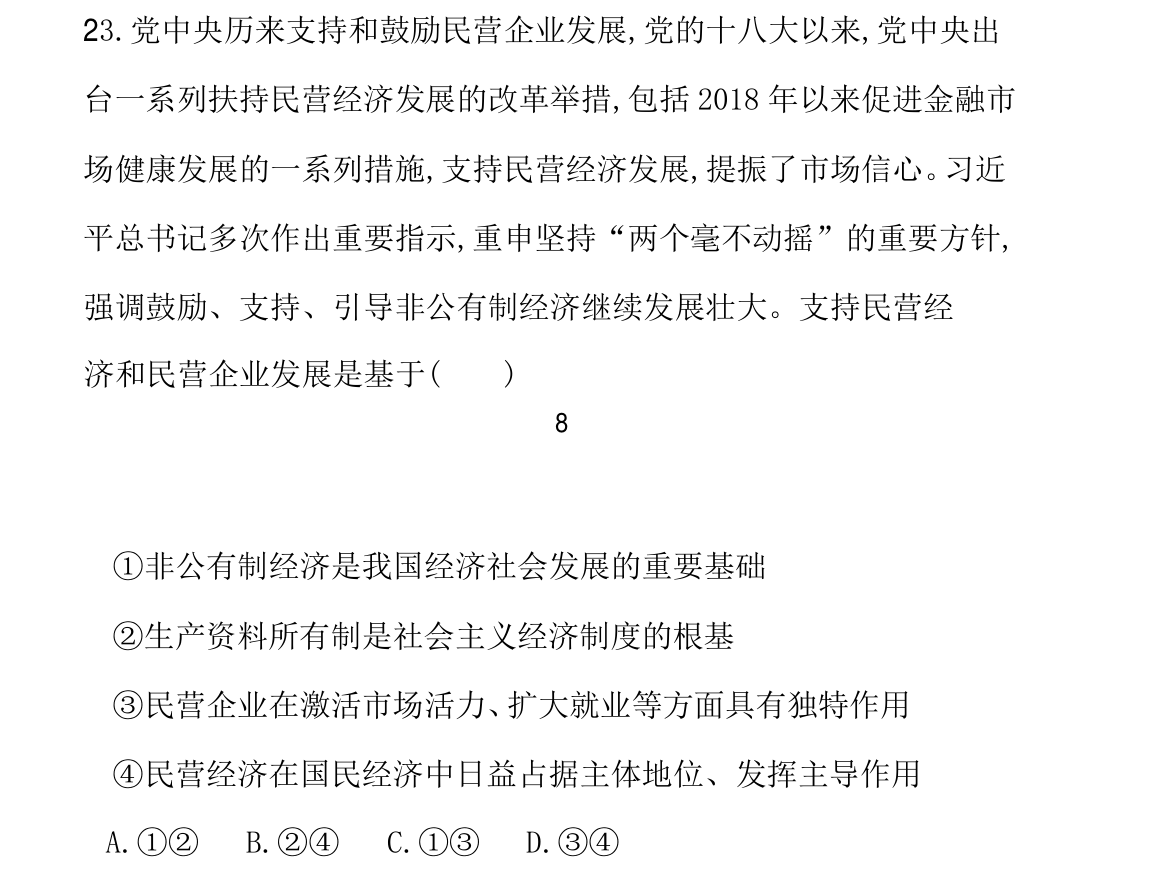 23.党中央历来支持和鼓励民营企业发展,党的十八大以来,党中央出
台一系列扶持民营经济发展的改革举措,包括 2018 年以来促进金融市
场健康发展的一系列措施,支持民营经济发展,提振了市场信心。习近
平总书记多次作出重要指示,重申坚持“两个毫不动摇”的重要方针,
强调鼓励、支持、引导非公有制经济继续发展壮大。支持民营经
济和民营企业发展是基于(　　)
8
①非公有制经济是我国经济社会发展的重要基础
②生产资料所有制是社会主义经济制度的根基
③民营企业在激活市场活力、扩大就业等方面具有独特作用
④民营经济在国民经济中日益占据主体地位、发挥主导作用
A.①②　B.②④　C.①③　D.③④